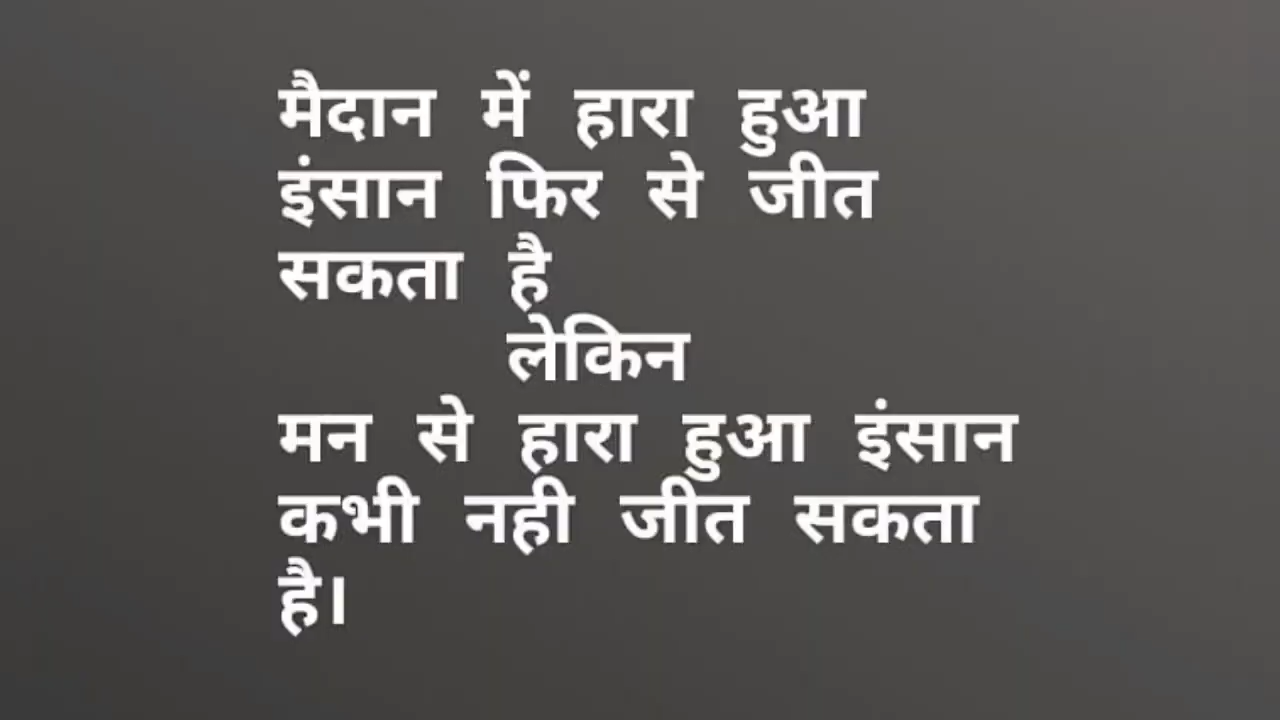 मैदान में हारा हुआ
इंसान फिर से जीत
सकता है
लेकिन
मन से हारा हुआ इंसान
कभी नही जीत सकता
है।